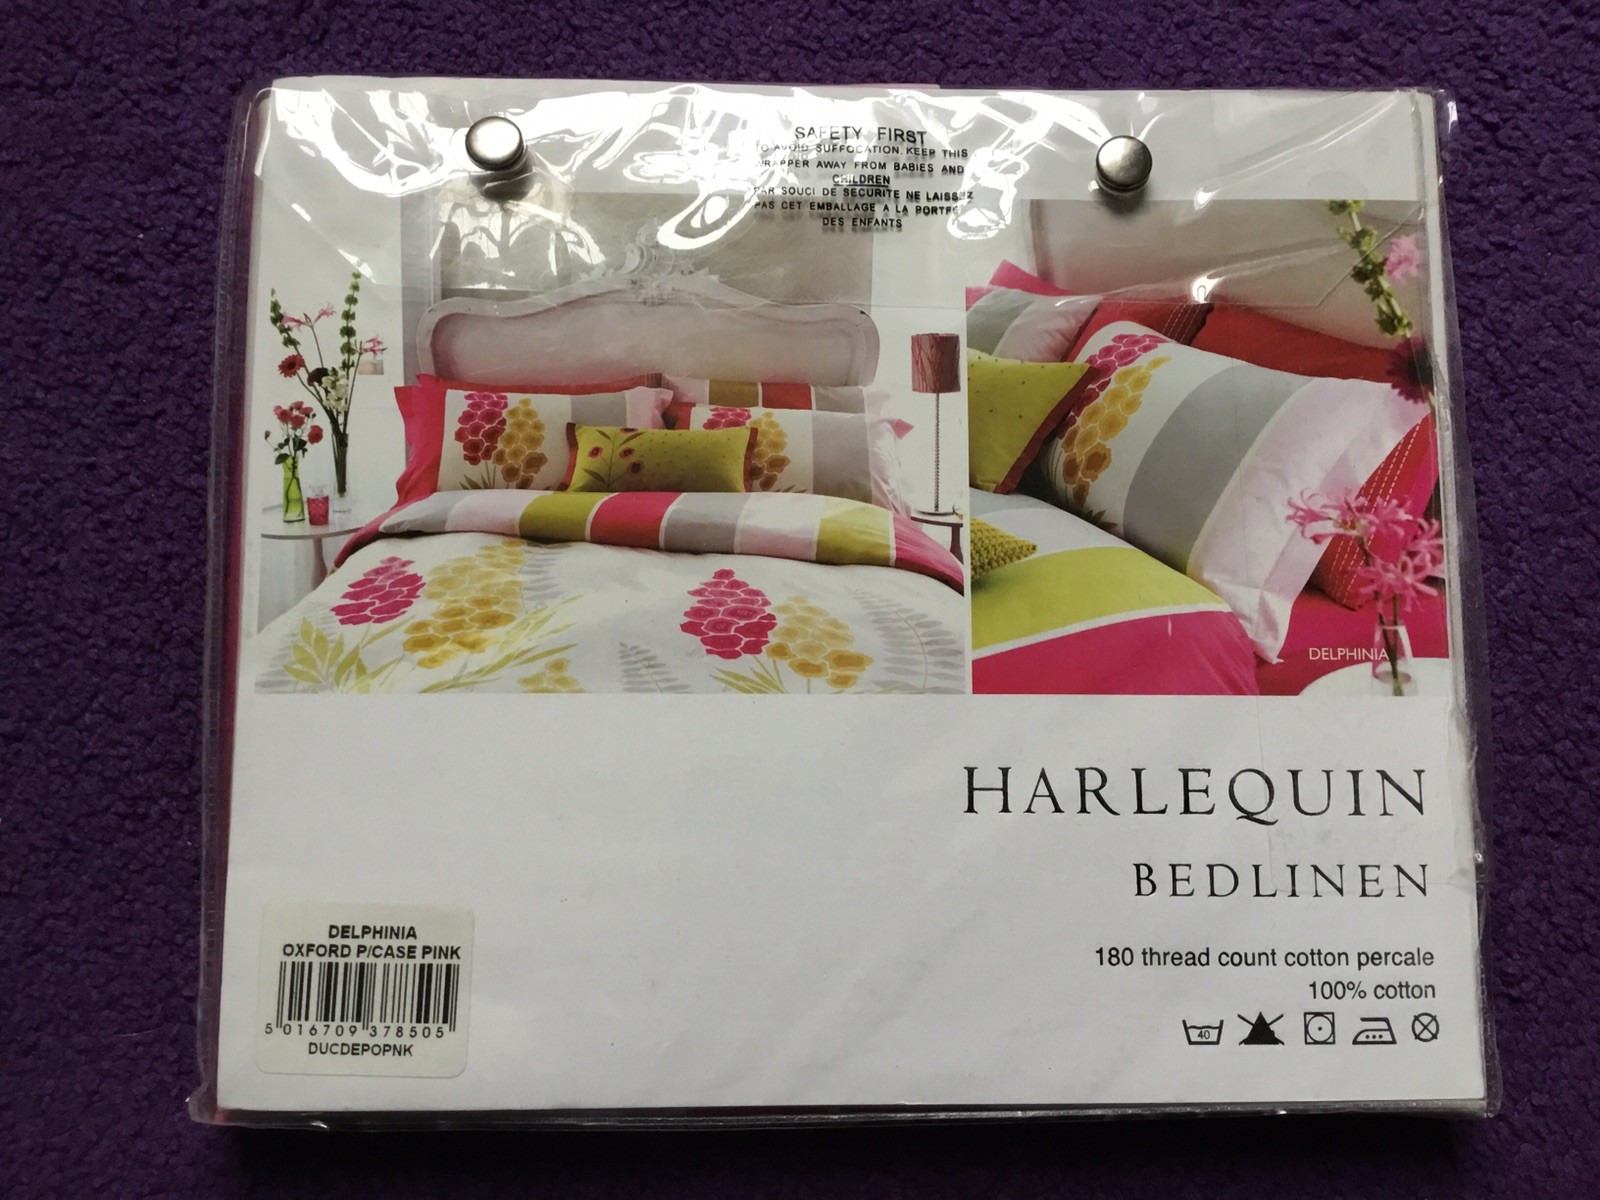 SAFETY FIRST
TO AVOID SUFFOCATION, KEEP THIS
WRAPPER AWAY FROM BABIES AND
CHILDREN
PAR SOUCI DE SECURITE NE LAISSEZ
PAS CET EMBALLAGE A LA PORTEE
DES ENFANTS
DELPHINIA
HARLEQUIN
BEDLINEN
180 thread count cotton percale
100% cotton
40
DELPHINIA
OXFORD P/CASE PINK
5 016709 378505
DUCDEPOPNK